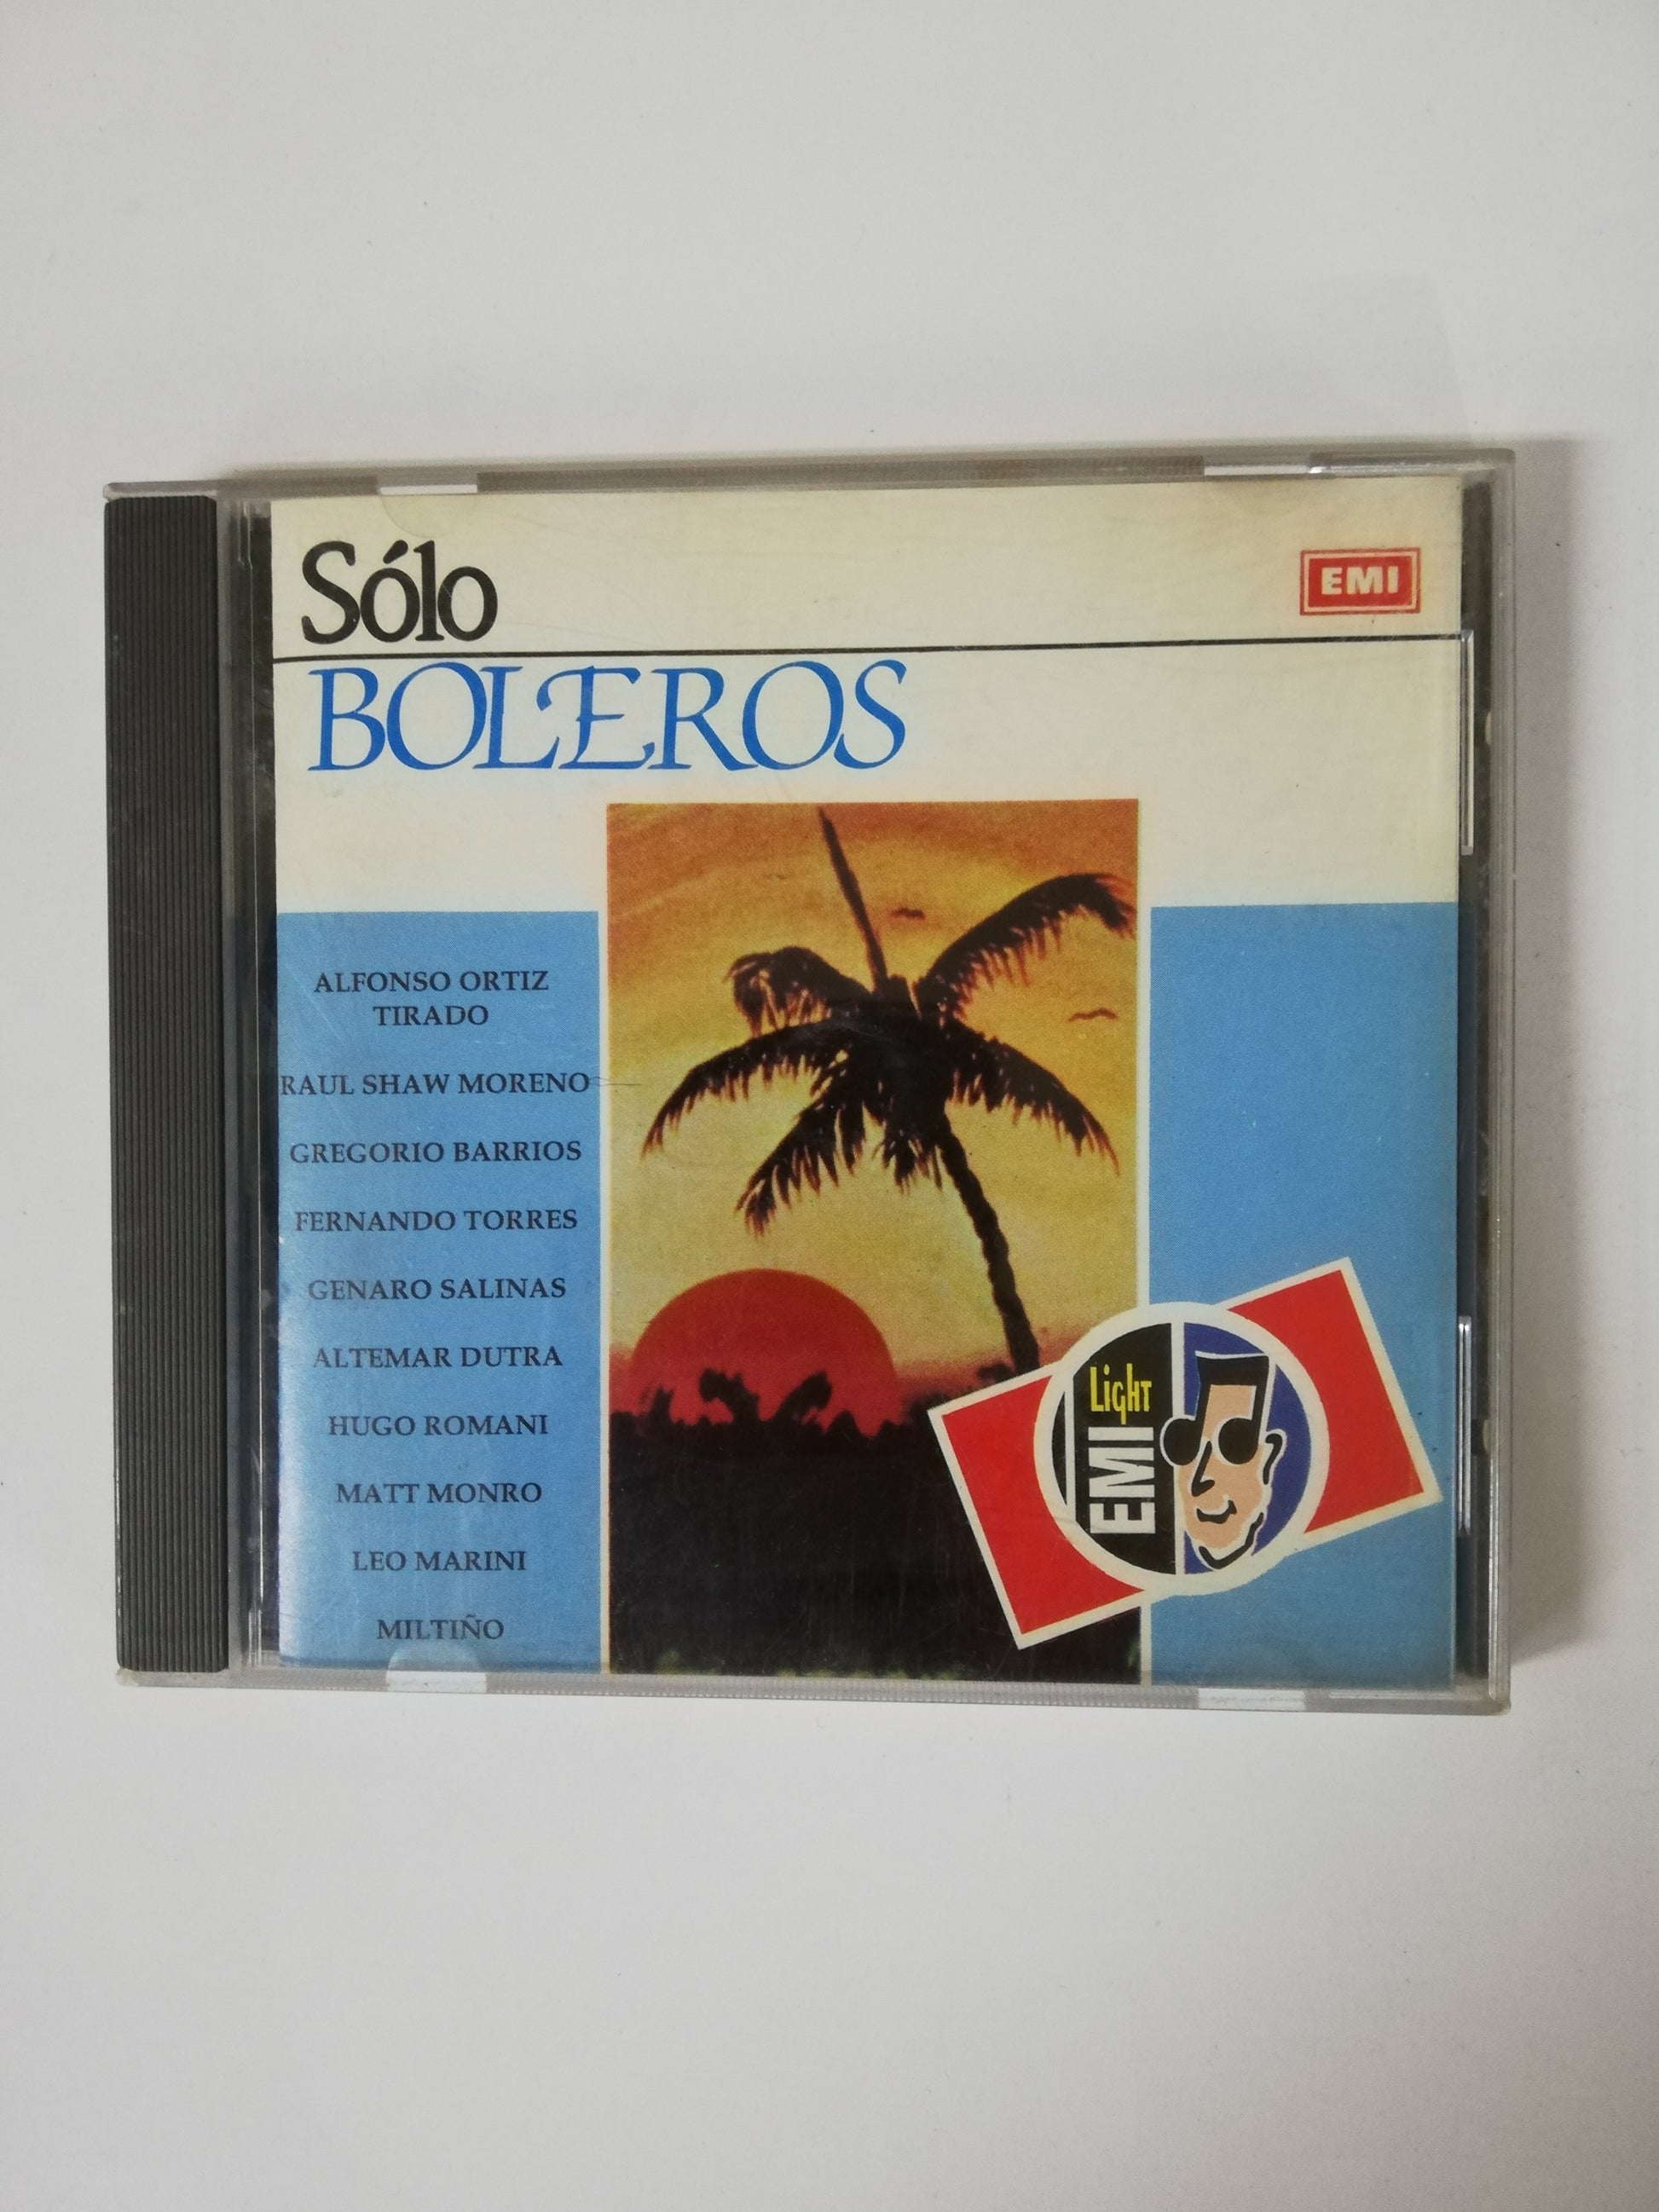 Sólo
EMI
BOLEROS
ALFONSO ORTIZ
TIRADO
RAUL SHAW MORENO
GREGORIO BARRIOS
FERNANDO TORRES
GENARO SALINAS
ALTEMAR DUTRA
HUGO ROMANI
MATT MONRO
LEO MARINI
MILTIÑO
Light
EMI